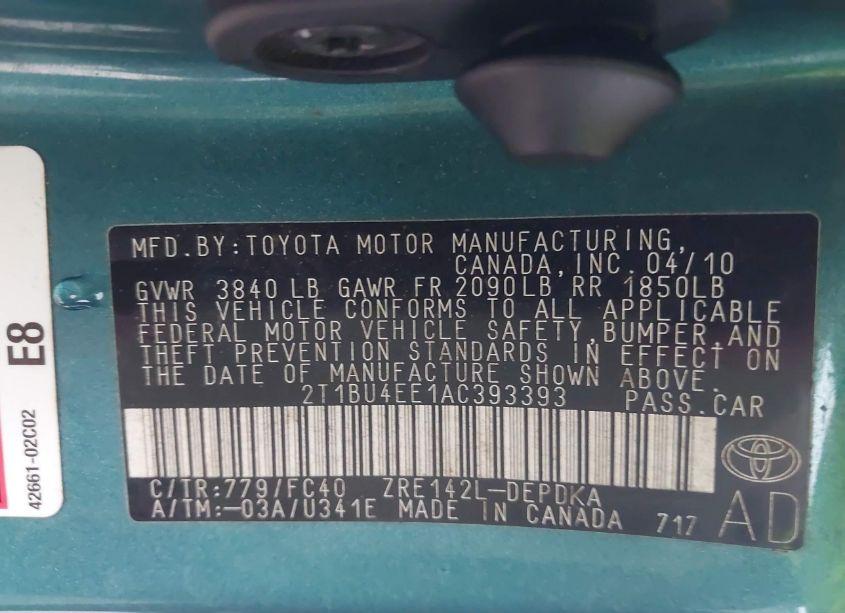 MFD.BY:TOYOTA MOTOR MANUFACTURING,
CANADA,INC. 04/10
GVWR 3840 LB GAWR FR 2090LB RR 1850LB
THIS VEHICLE CONFORMS TO ALL APPLICABLE
FEDERAL MOTOR VEHICLE SAFETY,BUMPER,AND
THEFT PREVENTION STANDARDS IN EFFECT ON
THE DATE OF MANUFACTURE SHOWN ABOVE.
2T1BU4EE1AC393393 PASS.CAR
C/TR:779/FC40 ZRE142L-DEPDKA
A/TM:-03A/U341E MADE IN CANADA 717
AD
E8
42661-02C02